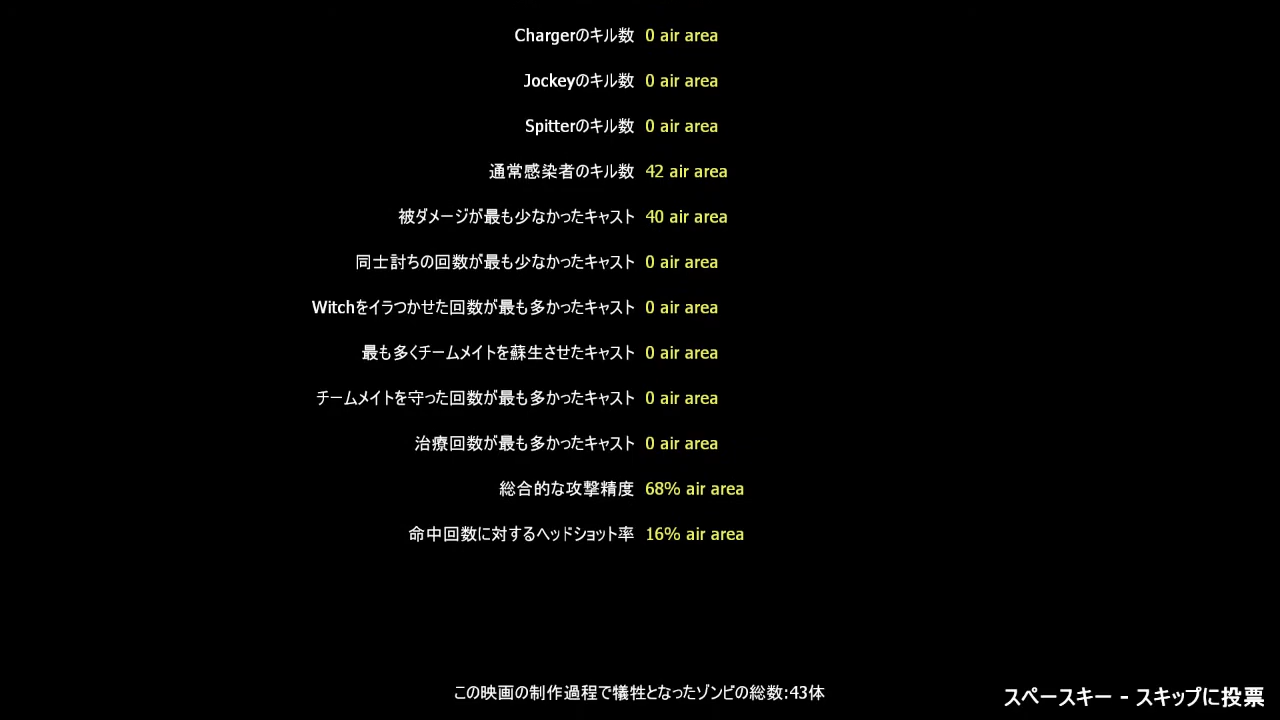 Chargerのキル数 0 air area
Jockeyのキル数 0 air area
Spitterのキル数 0 air area
通常感染者のキル数 42 air area
被ダメージが最も少なかったキャスト 40 air area
同士討ちの回数が最も少なかったキャスト 0 air area
Witchをイラつかせた回数が最も多かったキャスト 0 air area
最も多くチームメイトを蘇生させたキャスト 0 air area
チームメイトを守った回数が最も多かったキャスト 0 air area
治療回数が最も多かったキャスト 0 air area
総合的な攻撃精度 68% air area
命中回数に対するヘッドショット率 16% air area
この映画の制作過程で犠牲となったゾンビの総数:43体
スペースキー - スキップに投票